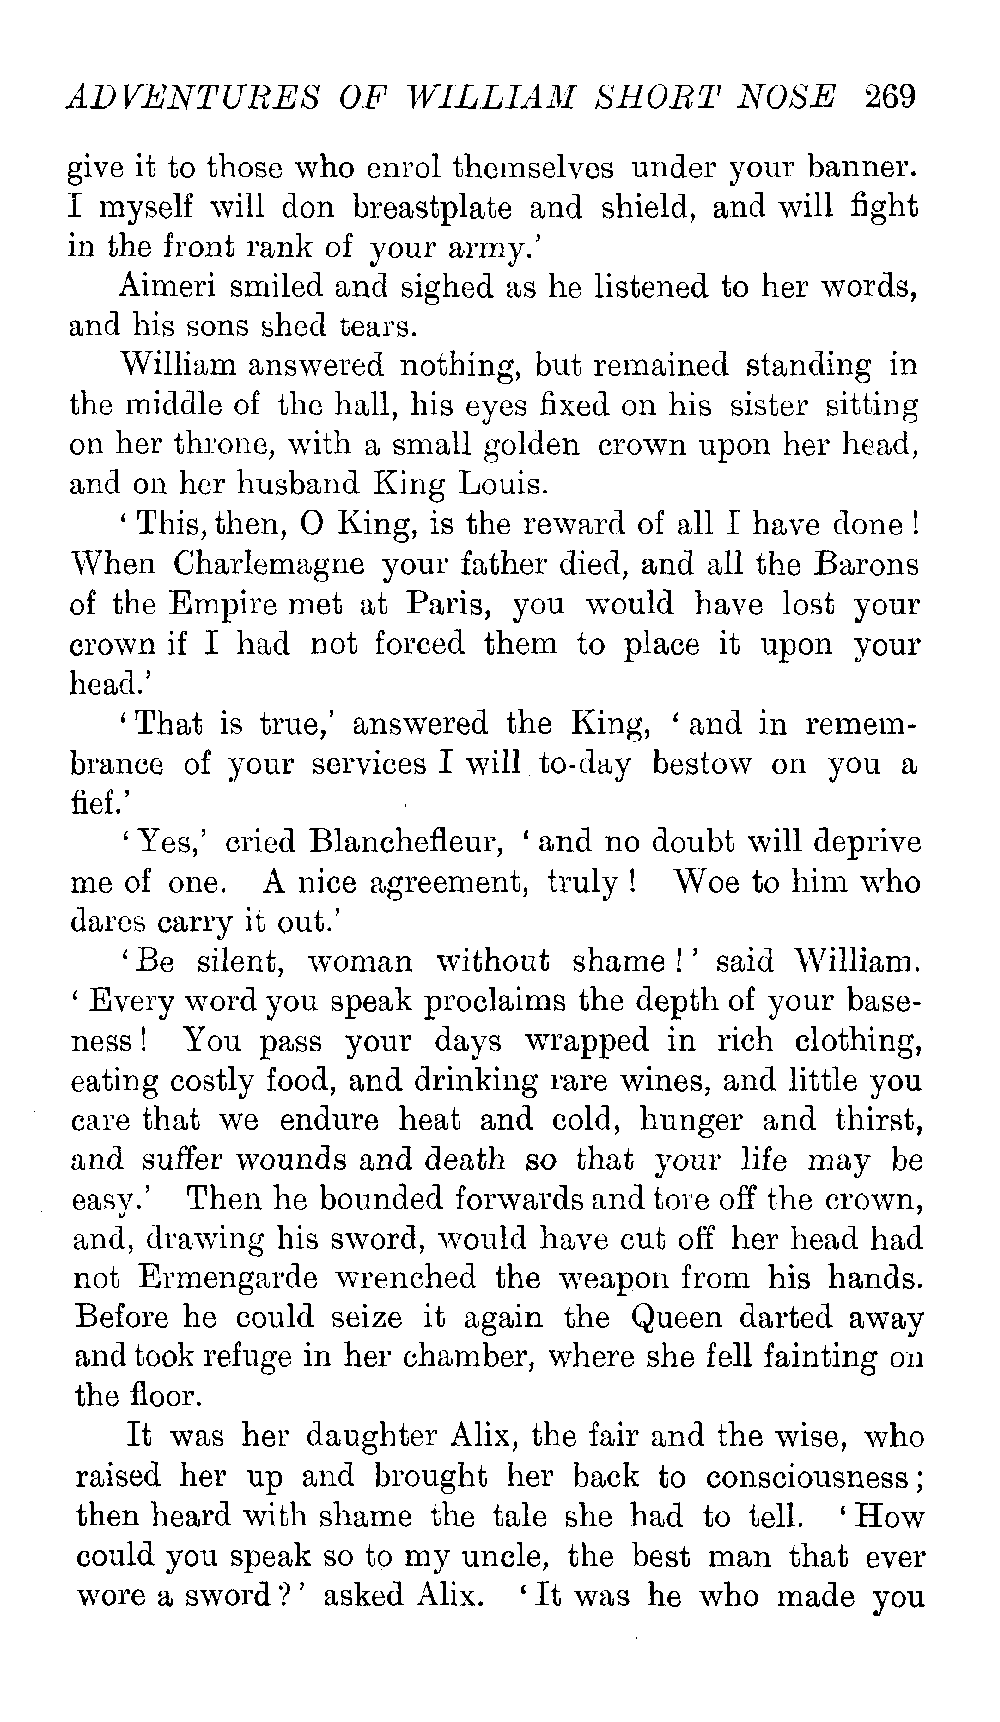 ADVENTURES OF WILLIAM SHORT NOSE 269
give it to those who enrol themselves under your banner.
I myself will don breastplate and shield, and will fight
in the front rank of your army.'
Aimeri smiled and sighed as he listened to her words,
and his sons shed tears.
William answered nothing, but remained standing in
the middle of the hall, his eyes fixed on his sister sitting
on her throne, with a small golden crown upon her head,
and on her husband King Louis.
'This, then, O King, is the reward of all I have done!
When Charlemagne your father died, and all the Barons
of the Empire met at Paris, you would have lost your
crown if I had not forced them to place it upon your
head.'
'That is true,' answered the King, 'and in remem-
brance of your services I will to-day bestow on you a
fief.'
'Yes,' cried Blanchefleur, 'and no doubt will deprive
me of one. A nice agreement, truly! Woe to him who
dares carry it out.'
'Be silent, woman without shame!' said William.
'Every word you speak proclaims the depth of your base-
ness! You pass your days wrapped in rich clothing,
eating costly food, and drinking rare wines, and little you
care that we endure heat and cold, hunger and thirst,
and suffer wounds and death so that your life may be
easy.' Then he bounded forwards and tore off the crown,
and, drawing his sword, would have cut off her head had
not Ermengarde wrenched the weapon from his hands.
Before he could seize it again the Queen darted away
and took refuge in her chamber, where she fell fainting on
the floor.
It was her daughter Alix, the fair and the wise, who
raised her up and brought her back to consciousness;
then heard with shame the tale she had to tell. 'How
could you speak so to my uncle, the best man that ever
wore a sword?' asked Alix. 'It was he who made you